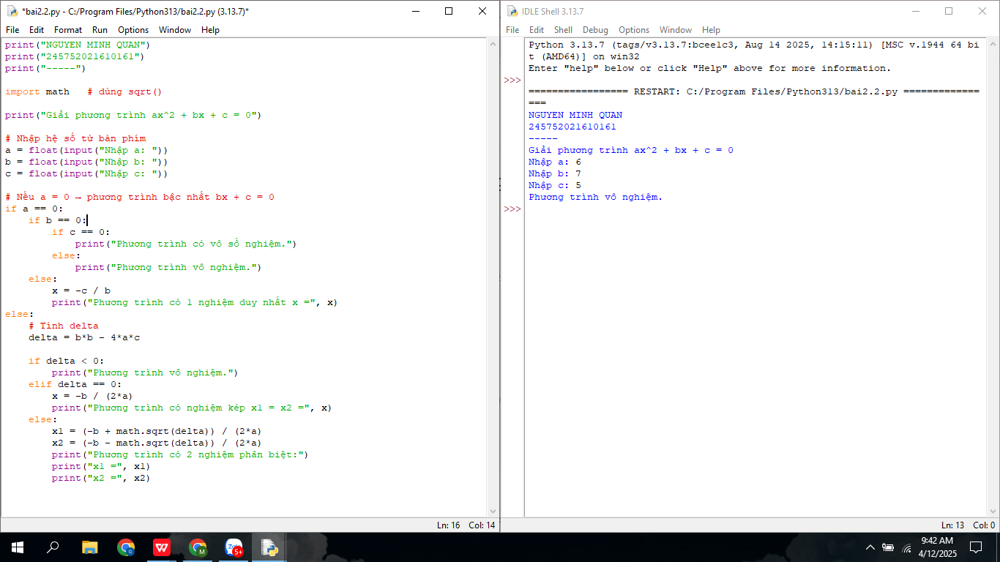 *bai2.2.py - C:/Program Files/Python313/bai2.2.py (3.13.7)*
File Edit Format Run Options Window Help
print("NGUYEN MINH QUAN")
print("245752021610161")
print("-----")
import math   # dùng sqrt()
print("Giải phương trình ax^2 + bx + c = 0")
# Nhập hệ số từ bàn phím
a = float(input("Nhập a: "))
b = float(input("Nhập b: "))
c = float(input("Nhập c: "))
# Nếu a = 0 → phương trình bậc nhất bx + c = 0
if a == 0:
    if b == 0:
        if c == 0:
            print("Phương trình có vô số nghiệm.")
        else:
            print("Phương trình vô nghiệm.")
    else:
        x = -c / b
        print("Phương trình có 1 nghiệm duy nhất x =", x)
else:
    # Tính delta
    delta = b*b - 4*a*c
    if delta < 0:
        print("Phương trình vô nghiệm.")
    elif delta == 0:
        x = -b / (2*a)
        print("Phương trình có nghiệm kép x1 = x2 =", x)
    else:
        x1 = (-b + math.sqrt(delta)) / (2*a)
        x2 = (-b - math.sqrt(delta)) / (2*a)
        print("Phương trình có 2 nghiệm phân biệt:")
        print("x1 =", x1)
        print("x2 =", x2)
Ln: 16 Col: 14
IDLE Shell 3.13.7
File Edit Shell Debug Options Window Help
Python 3.13.7 (tags/v3.13.7:bcee1c3, Aug 14 2025, 14:15:11) [MSC v.1944 64 bi
t (AMD64)] on win32
Enter "help" below or click "Help" above for more information.
>>>
================= RESTART: C:/Program Files/Python313/bai2.2.py =============
===
NGUYEN MINH QUAN
245752021610161
-----
Giải phương trình ax^2 + bx + c = 0
Nhập a: 6
Nhập b: 7
Nhập c: 5
Phương trình vô nghiệm.
>>>
Ln: 13 Col: 0
5+
9:42 AM
4/12/2025